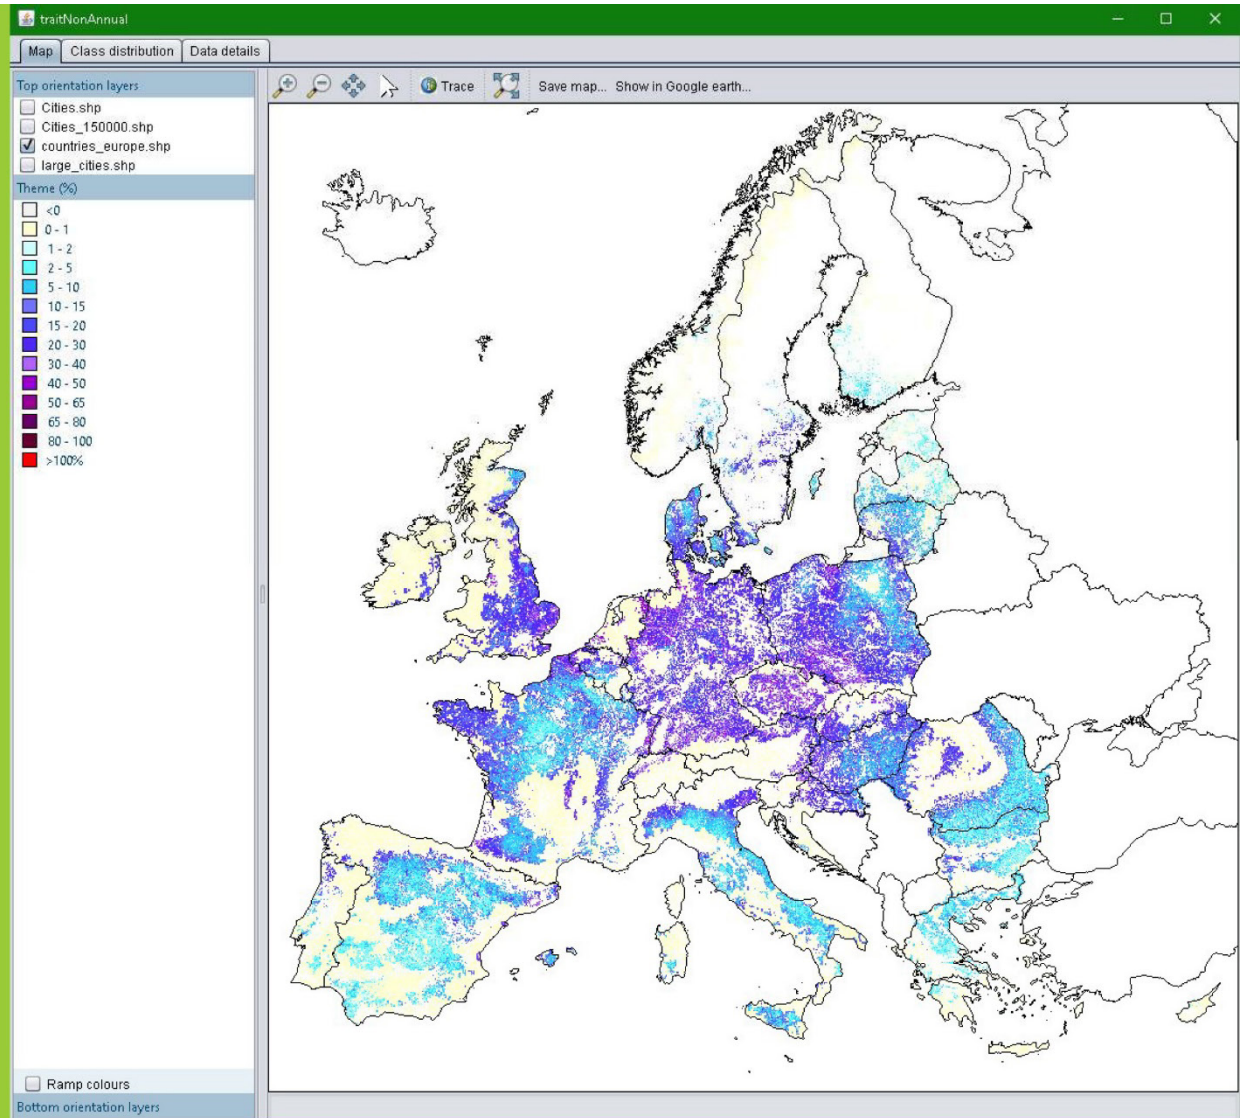 traitNonAnnual
Map Class distribution Data details
Top orientation layers
Trace Save map... Show in Google earth...
Cities.shp
Cities_150000.shp
countries_europe.shp
large_cities.shp
Theme (%)
<0
0 - 1
1 - 2
2 - 5
5 - 10
10 - 15
15 - 20
20 - 30
30 - 40
40 - 50
50 - 65
65 - 80
80 - 100
>100%
Ramp colours
Bottom orientation layers